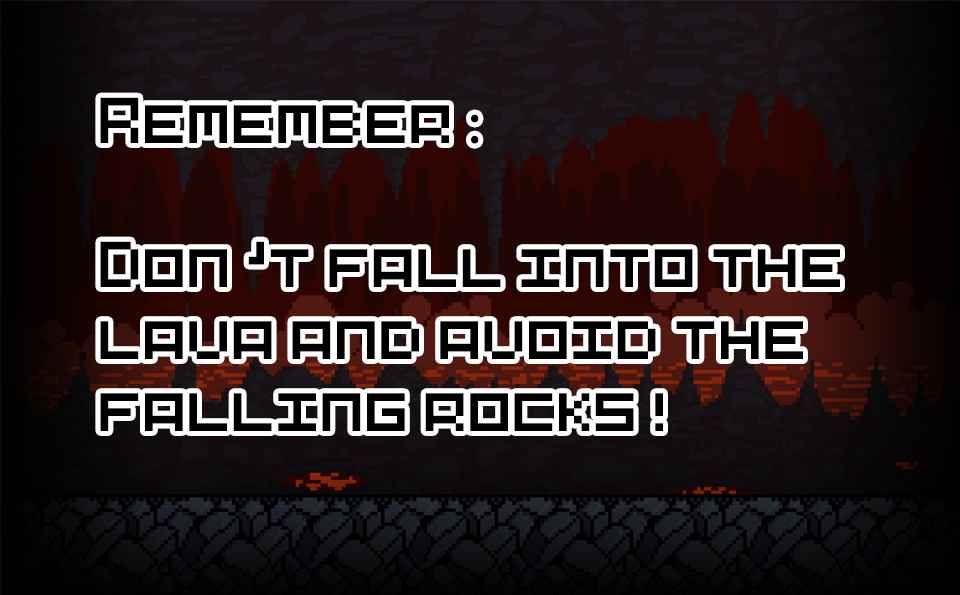 Remember:
Don't fall into the
lava and avoid the
falling rocks!